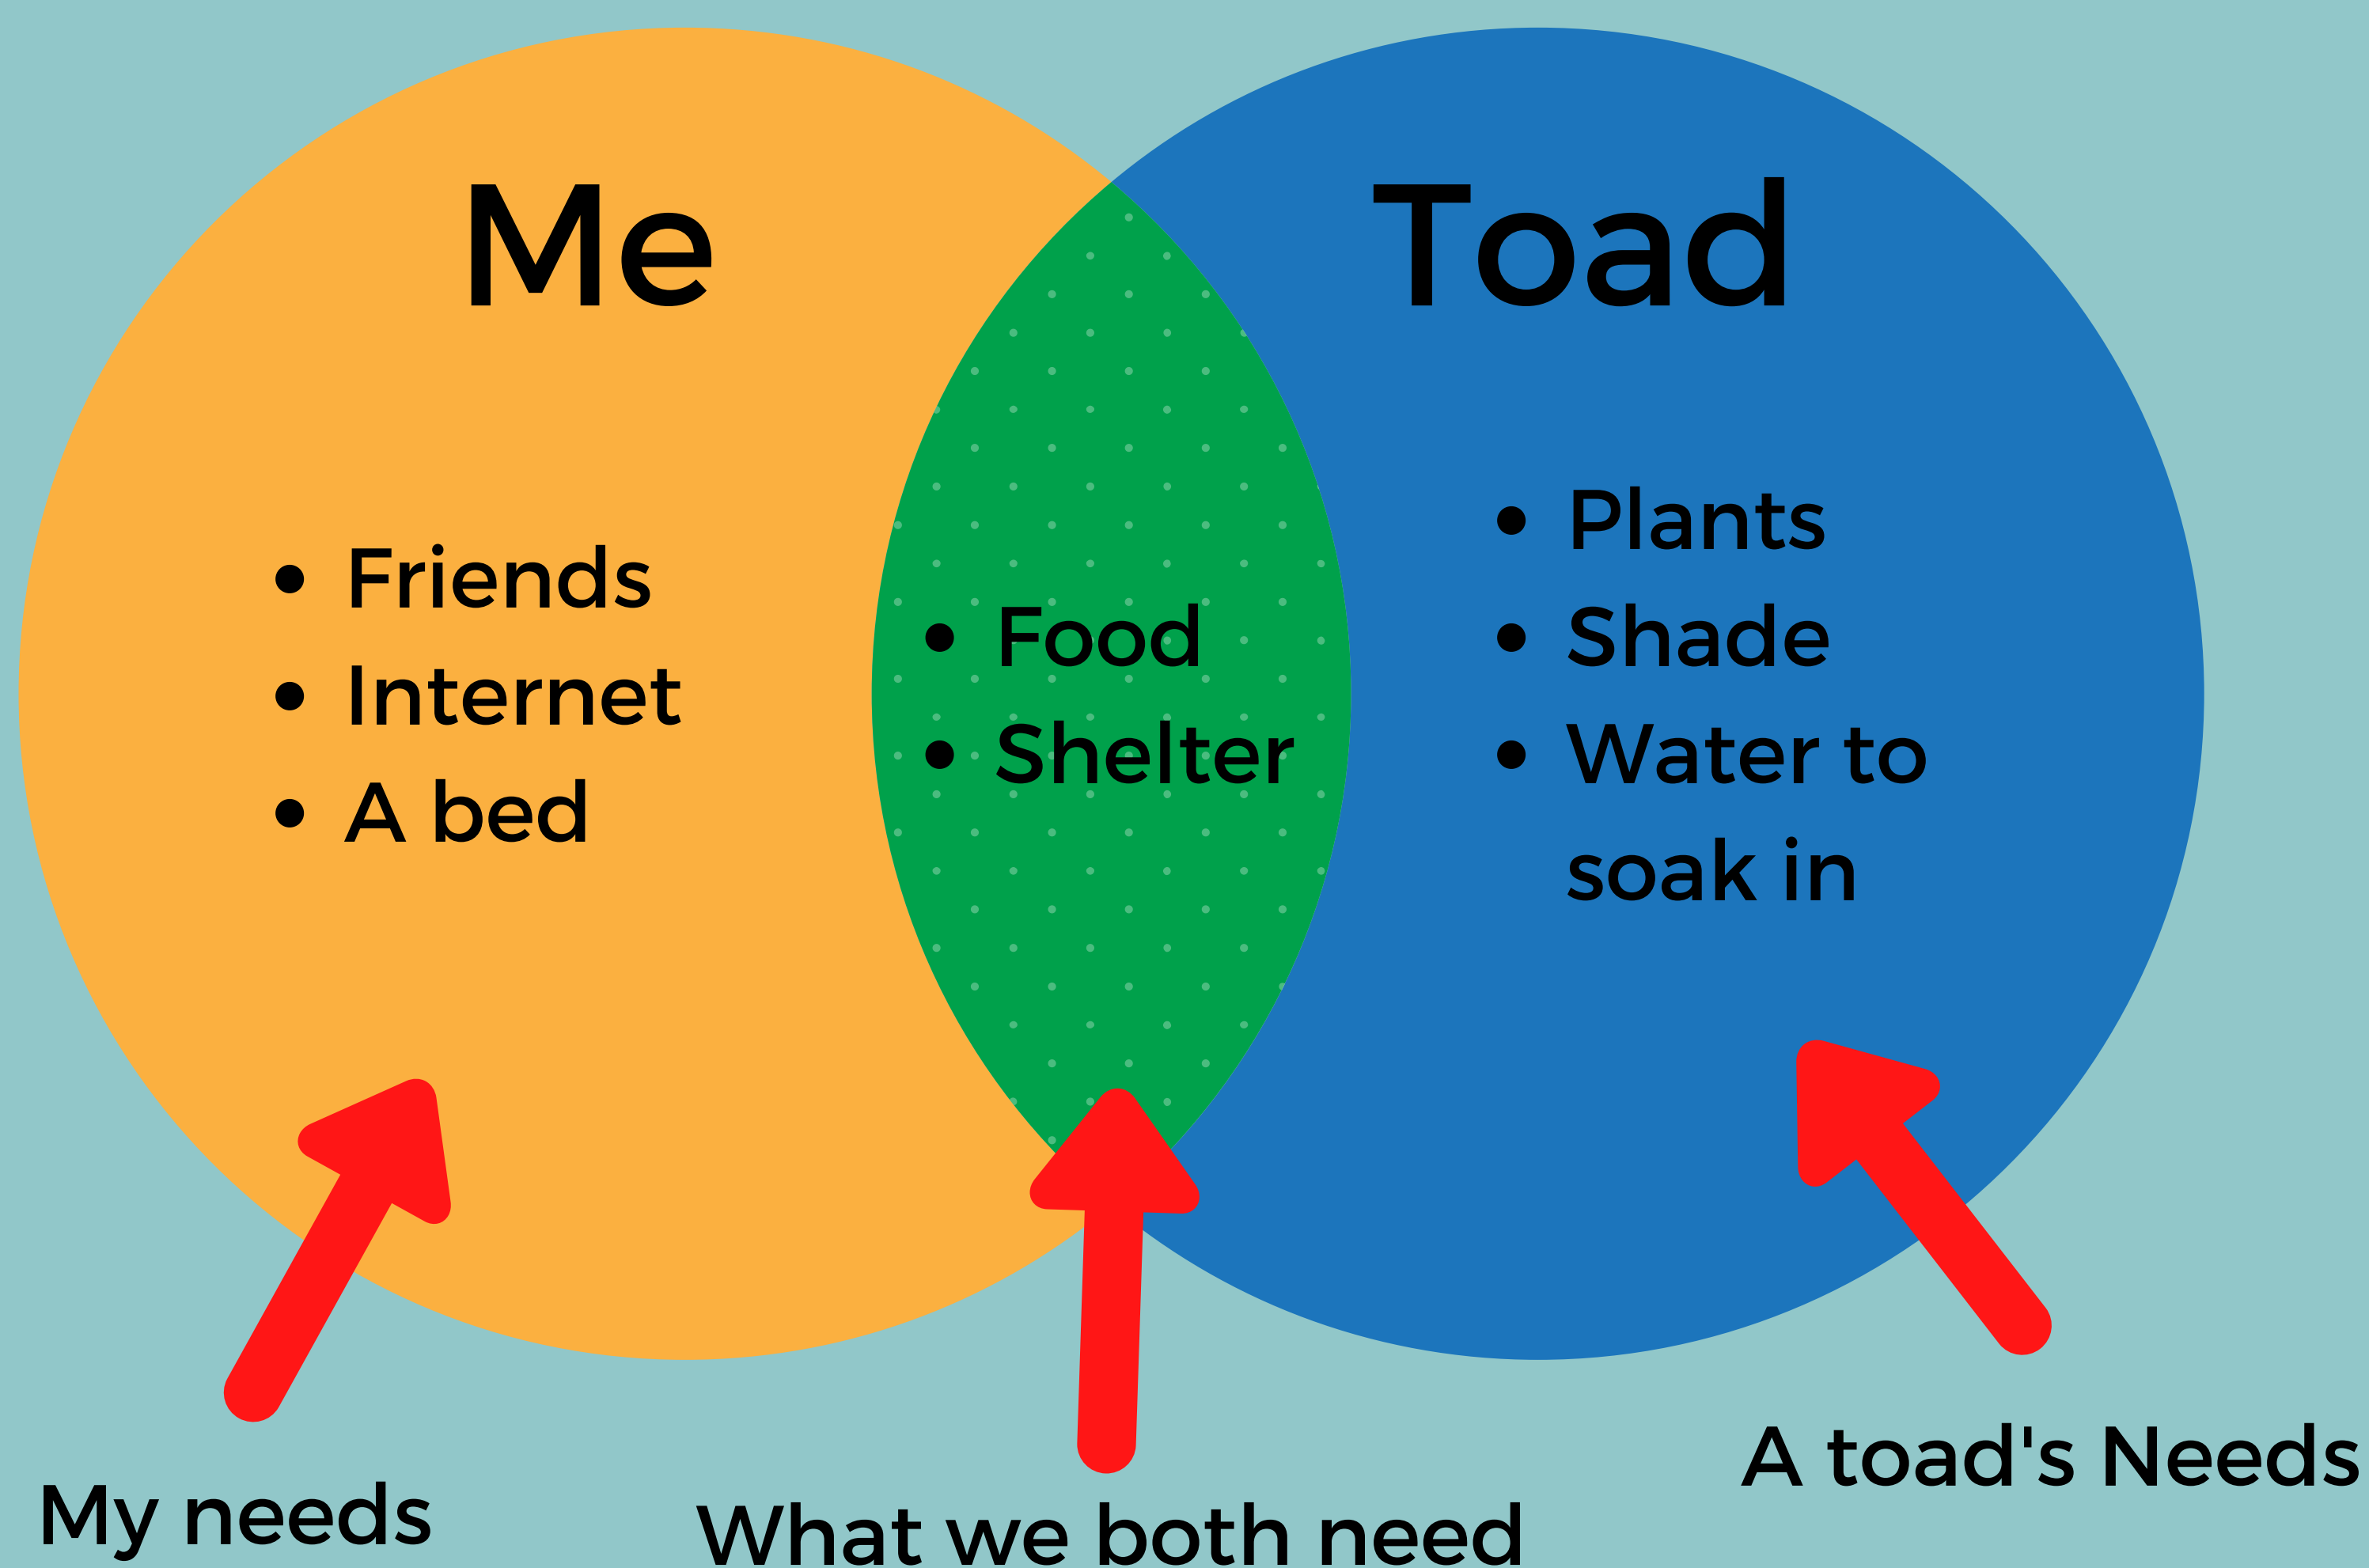 Me
• Friends
• Internet
• A bed
• Food
• Shelter
Toad
• Plants
• Shade
• Water to
soak in
My needs
What we both need
A toad's Needs